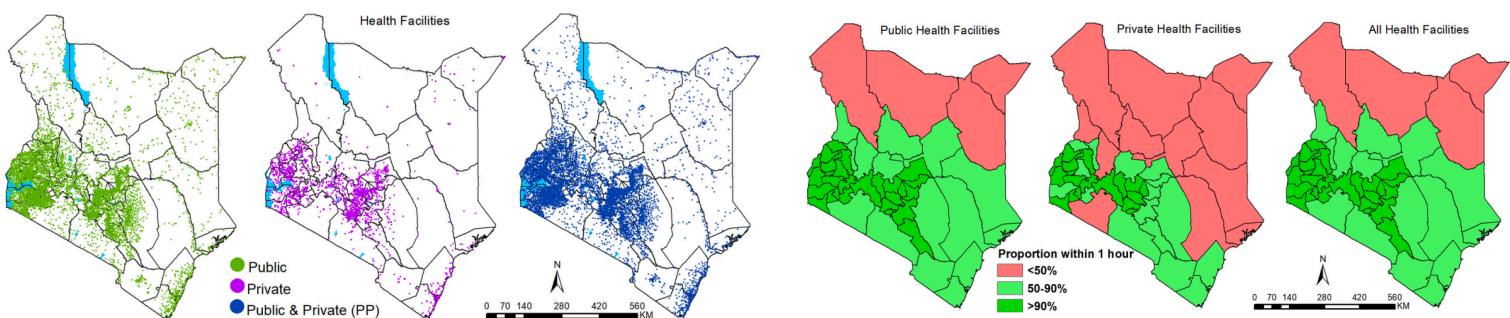 Health Facilities
Public
Private
Public & Private (PP)
N
0 70 140 280 420 560
KM
Public Health Facilities
Private Health Facilities
All Health Facilities
Proportion within 1 hour
<50%
50-90%
>90%
N
0 70 140 280 420 560
KM